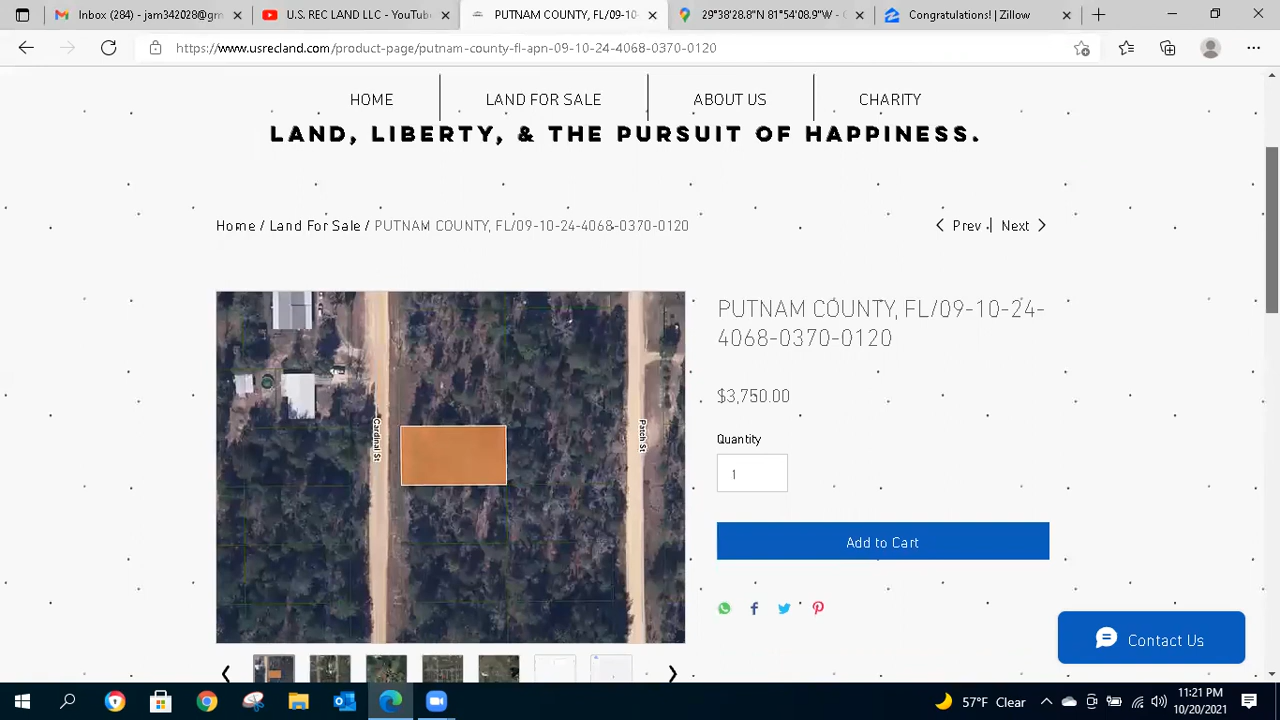 Inbox (284) - jam342028@gm
U.S. REC LAND LLC - YouTube
PUTNAM COUNTY, FL/09-10-
29°38'28.8"N 81°54'08.9"W -
Congratulations! | Zillow
https://www.usrecland.com/product-page/putnam-county-fl-apn-09-10-24-4068-0370-0120
HOME
LAND FOR SALE
ABOUT US
CHARITY
LAND, LIBERTY, & THE PURSUIT OF HAPPINESS.
Home / Land For Sale / PUTNAM COUNTY, FL/09-10-24-4068-0370-0120
Prev | Next
PUTNAM COUNTY, FL/09-10-24-
4068-0370-0120
$3,750.00
Quantity
1
Add to Cart
Cardinal St
Patch St
Contact Us
57°F Clear
11:21 PM
10/20/2021